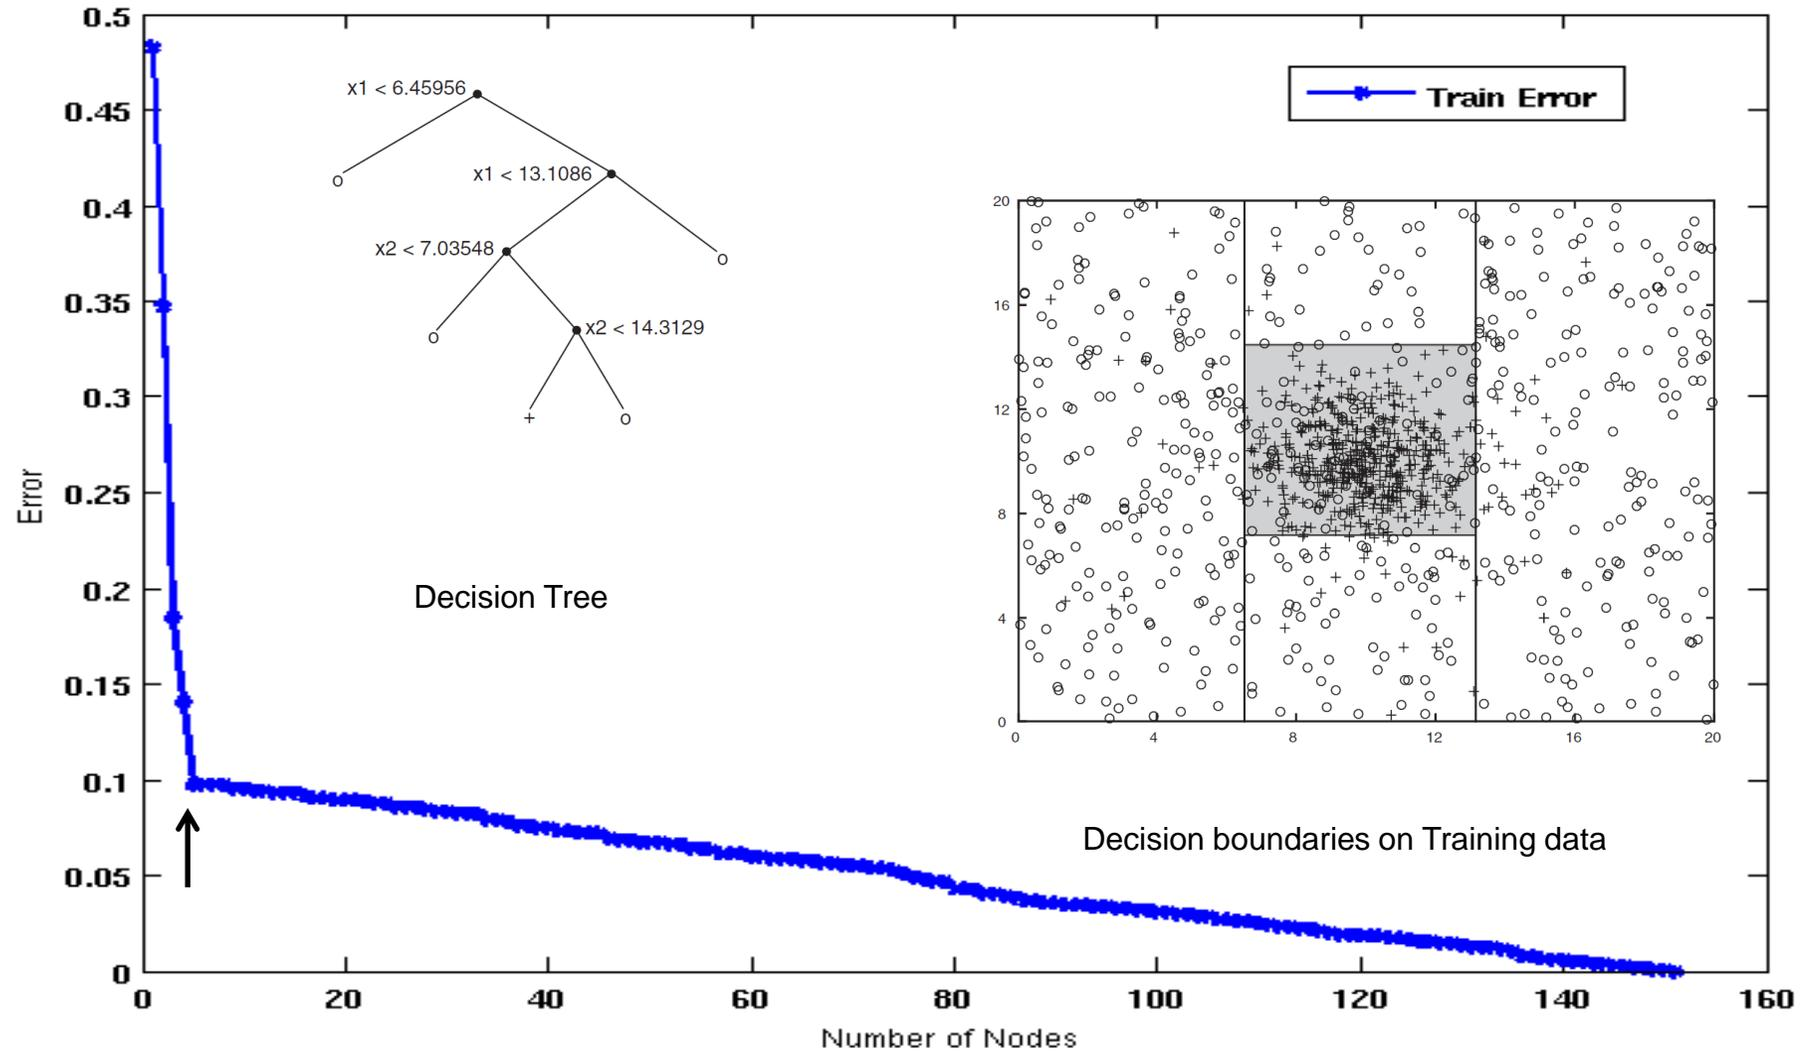 0.5
0.45
0.4
0.35
0.3
0.25
0.2
0.15
0.1
0.05
0
Error
0 20 40 60 80 100 120 140 160
Number of Nodes
Train Error
x1 < 6.45956
o
x1 < 13.1086
x2 < 7.03548
o
o
x2 < 14.3129
+ o
Decision Tree
20
16
12
8
4
0
0 4 8 12 16 20
Decision boundaries on Training data